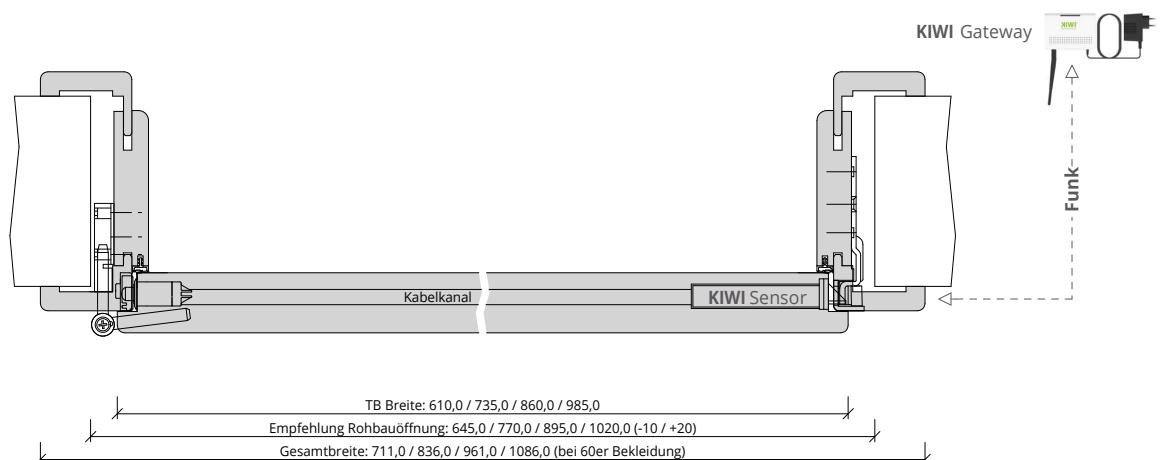 KIWI Gateway
KIWI
Funk
Kabelkanal
KIWI Sensor
TB Breite: 610,0 / 735,0 / 860,0 / 985,0
Empfehlung Rohbauöffnung: 645,0 / 770,0 / 895,0 / 1020,0 (-10 / +20)
Gesamtbreite: 711,0 / 836,0 / 961,0 / 1086,0 (bei 60er Bekleidung)